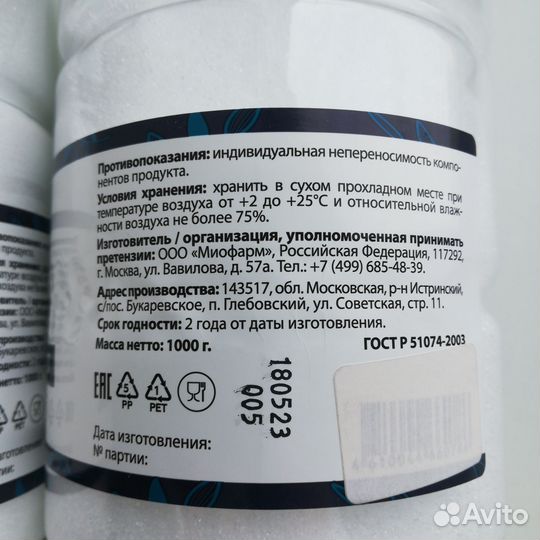 Противопоказания: индивидуальная непереносимость компо-
нентов продукта.
Условия хранения: хранить в сухом прохладном месте при
температуре воздуха от +2 до +25°С и относительной влаж-
ности воздуха не более 75%.
Изготовитель / организация, уполномоченная принимать
претензии: ООО «Миофарм», Российская Федерация, 117292,
г. Москва, ул. Вавилова, д. 57а. Тел.: +7 (499) 685-48-39.
Адрес производства: 143517, обл. Московская, р-н Истринский,
с/пос. Букаревское, п. Глебовский, ул. Советская, стр. 11.
Срок годности: 2 года от даты изготовления.
Масса нетто: 1000 г.
ГОСТ Р 51074-2003
EAC
5
PP
1
PET
180523
005
Дата изготовления:
№ партии:
Avito